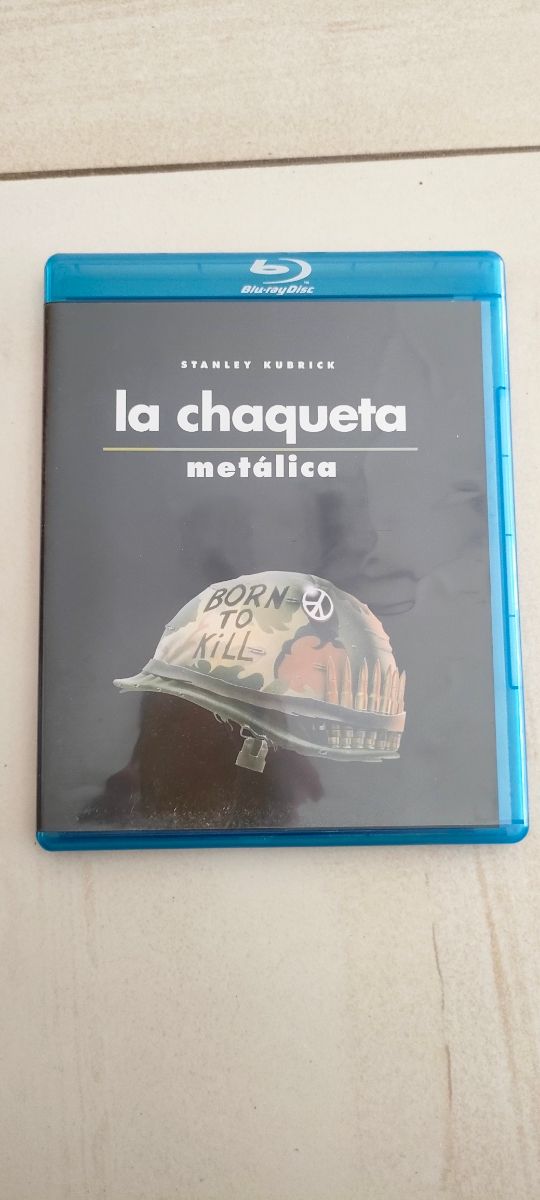 Blu-ray Disc
STANLEY KUBRICK
la chaqueta
metálica
BORN
TO
KiLL